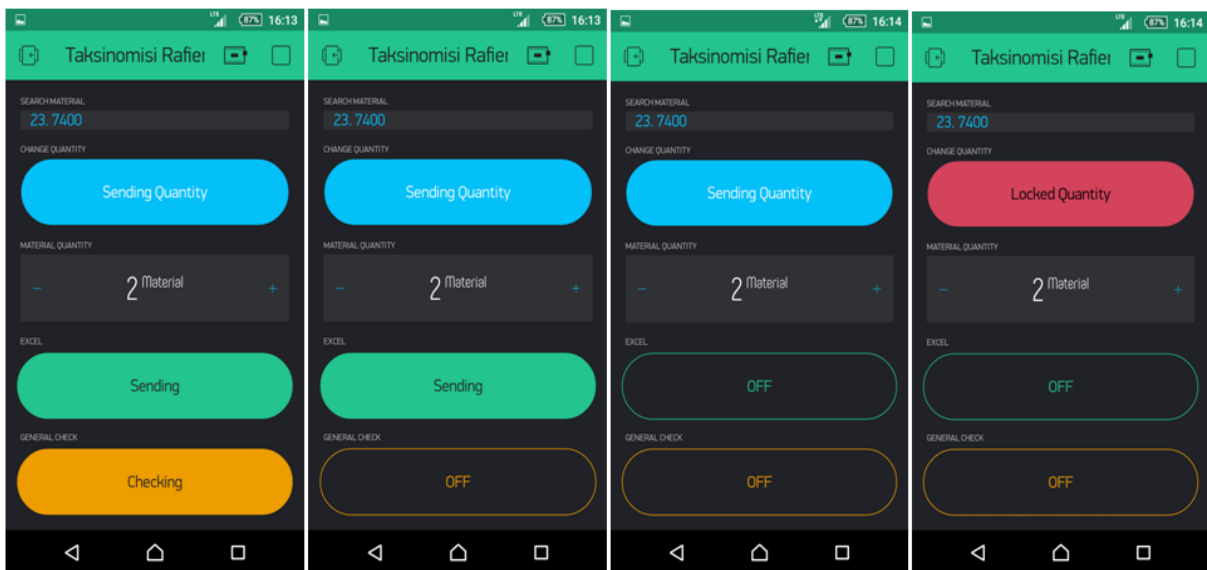 LTE 87% 16:13
Taksinomisi Rafier
SEARCH MATERIAL
23. 7400
CHANGE QUANTITY
Sending Quantity
MATERIAL QUANTITY
- 2 Material +
EXCEL
Sending
GENERAL CHECK
Checking
LTE 87% 16:13
Taksinomisi Rafier
SEARCH MATERIAL
23. 7400
CHANGE QUANTITY
Sending Quantity
MATERIAL QUANTITY
- 2 Material +
EXCEL
Sending
GENERAL CHECK
OFF
LTE 87% 16:14
Taksinomisi Rafier
SEARCH MATERIAL
23. 7400
CHANGE QUANTITY
Sending Quantity
MATERIAL QUANTITY
- 2 Material +
EXCEL
OFF
GENERAL CHECK
OFF
LTE 87% 16:14
Taksinomisi Rafier
SEARCH MATERIAL
23. 7400
CHANGE QUANTITY
Locked Quantity
MATERIAL QUANTITY
- 2 Material +
EXCEL
OFF
GENERAL CHECK
OFF